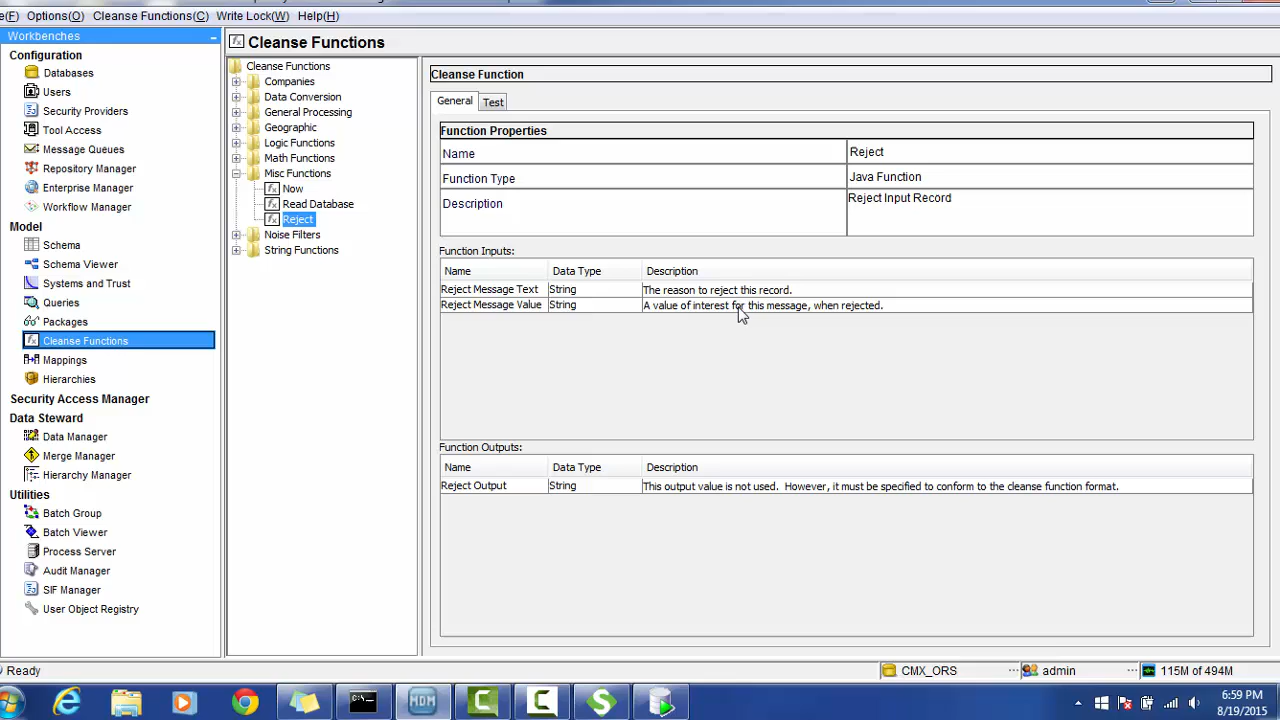 e(F) Options(O) Cleanse Functions(C) Write Lock(W) Help(H)
Workbenches
Configuration
Databases
Users
Security Providers
Tool Access
Message Queues
Repository Manager
Enterprise Manager
Workflow Manager
Model
Schema
Schema Viewer
Systems and Trust
Queries
Packages
Cleanse Functions
Mappings
Hierarchies
Security Access Manager
Data Steward
Data Manager
Merge Manager
Hierarchy Manager
Utilities
Batch Group
Batch Viewer
Process Server
Audit Manager
SIF Manager
User Object Registry
Cleanse Functions
Cleanse Functions
Companies
Data Conversion
General Processing
Geographic
Logic Functions
Math Functions
Misc Functions
Now
Read Database
Reject
Noise Filters
String Functions
Cleanse Function
General Test
Function Properties
Name Reject
Function Type Java Function
Description Reject Input Record
Function Inputs:
Name Data Type Description
Reject Message Text String The reason to reject this record.
Reject Message Value String A value of interest for this message, when rejected.
Function Outputs:
Name Data Type Description
Reject Output String This output value is not used. However, it must be specified to conform to the cleanse function format.
Ready CMX_ORS ... admin ... 115M of 494M
MDM
6:59 PM
8/19/2015